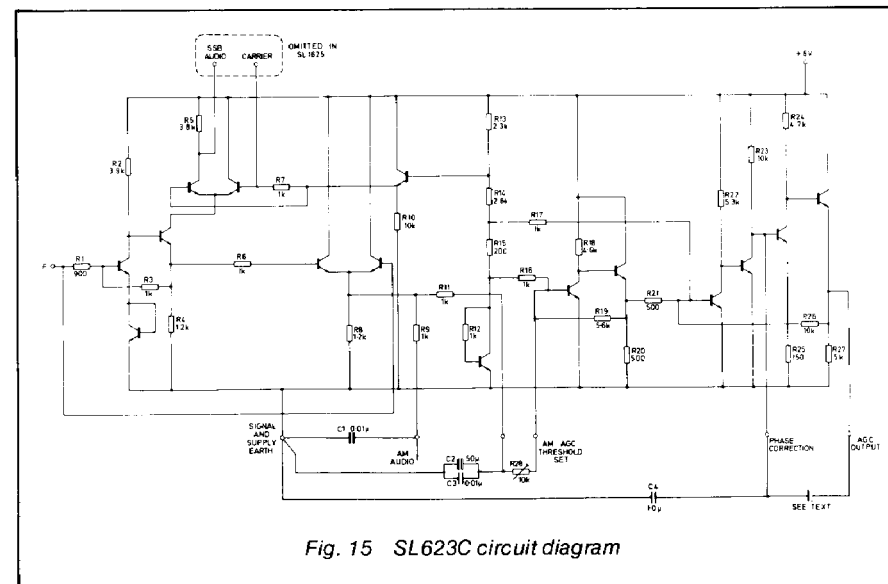 SSB
AUDIO
CARRIER
OMITTED IN
SL1625
+6V
R5
3.8k
R2
3.9k
R7
1k
R13
2.3k
R24
4.7k
R23
10k
R14
2.8k
R10
10k
R17
1k
R27
5.3k
R1
900
R6
1k
R15
200
R18
R3
1k
R16
1k
R21
500
R11
1k
R4
1.2k
R8
1.2k
R9
1k
R12
1k
R19
5.6k
R20
500
R26
10k
R25
150
R27
5k
SIGNAL
AND
SUPPLY
EARTH
C1 0.01µ
AM
AUDIO
C2 50µ
C3 0.01µ
R28
10k
AM AGC
THRESHOLD
SET
PHASE
CORRECTION
AGC
OUTPUT
C4
SEE TEXT
Fig. 15 SL623C circuit diagram